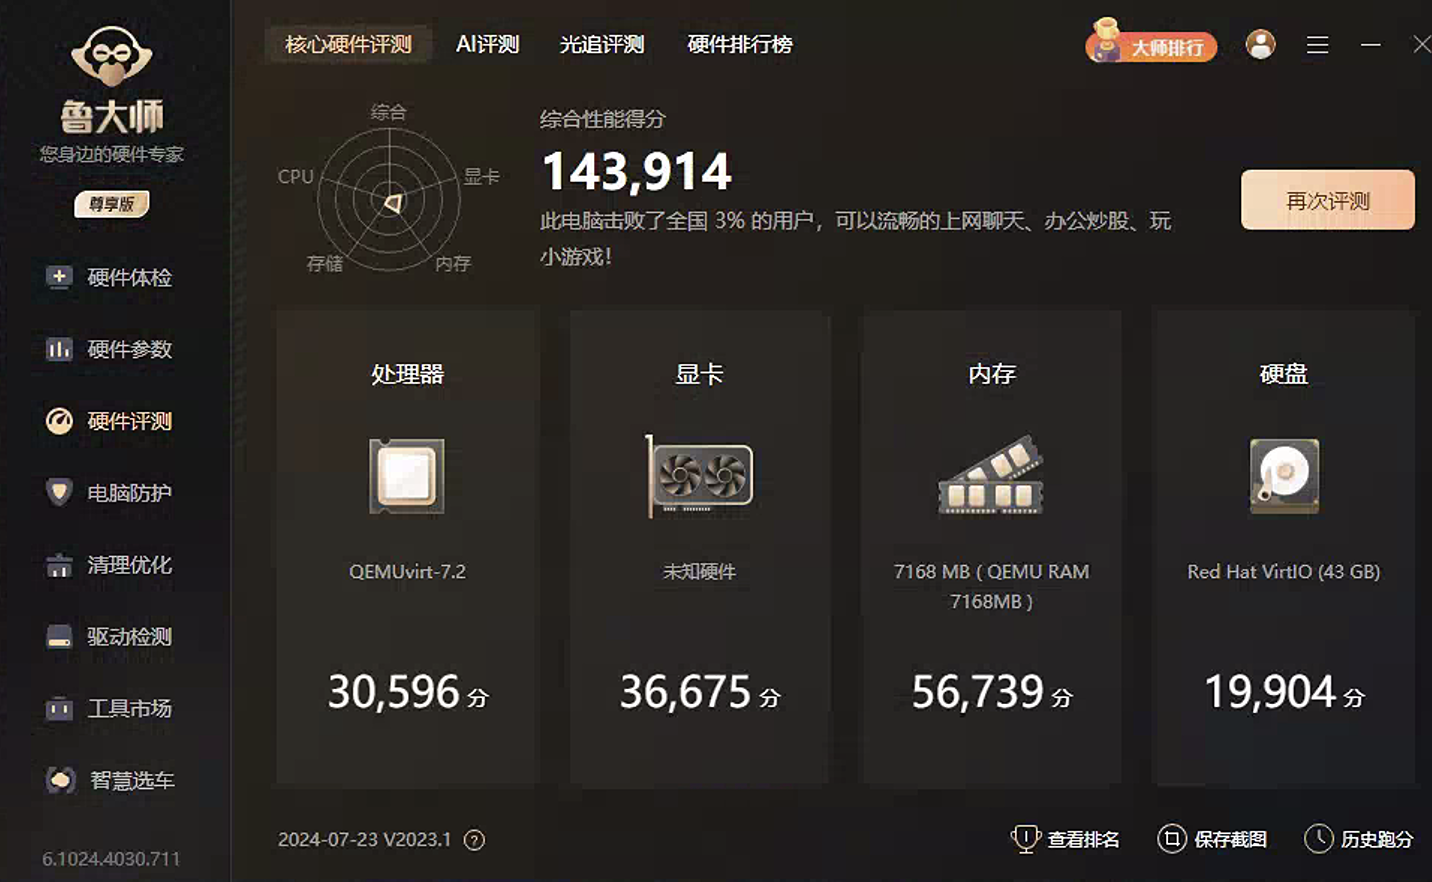 鲁大师
您身边的硬件专家
尊享版
硬件体检
硬件参数
硬件评测
电脑防护
清理优化
驱动检测
工具市场
智慧选车
6.1024.4030.711
核心硬件评测
AI评测
光追评测
硬件排行榜
大师排行
综合
CPU
显卡
存储
内存
综合性能得分
143,914
此电脑击败了全国 3% 的用户，可以流畅的上网聊天、办公炒股、玩
小游戏！
再次评测
处理器
QEMUvirt-7.2
30,596 分
显卡
未知硬件
36,675 分
内存
7168 MB ( QEMU RAM
7168MB )
56,739 分
硬盘
Red Hat VirtIO (43 GB)
19,904 分
2024-07-23 V2023.1 ?
查看排名
保存截图
历史跑分